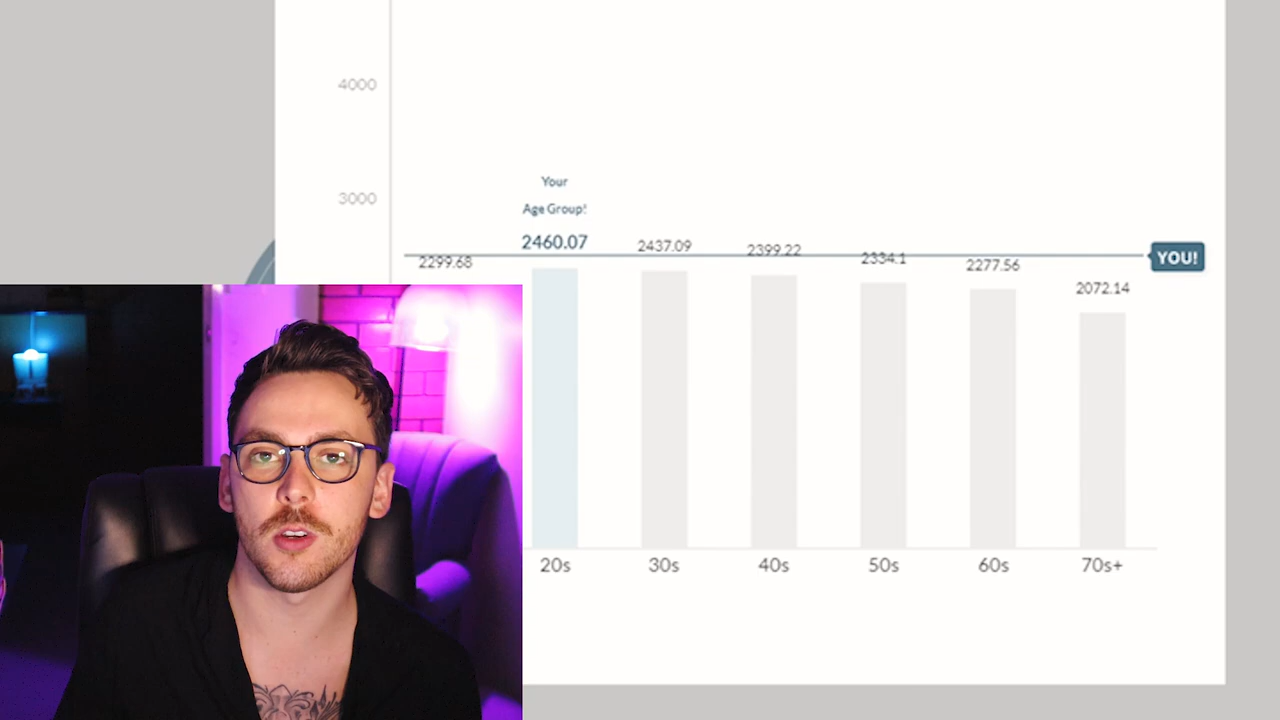 4000
3000
Your
Age Group!
2460.07
2437.09
2399.22
2334.1
2299.68
2277.56
2072.14
YOU!
20s
30s
40s
50s
60s
70s+